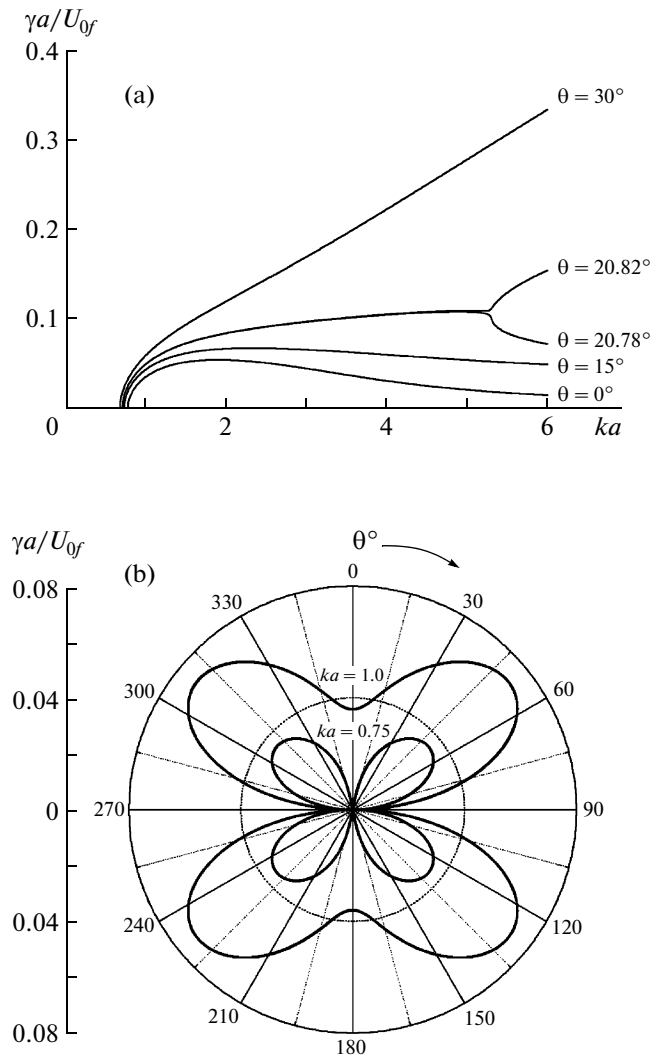 γa/U0f
0.4
(a)
θ = 30°
0.3
0.2
θ = 20.82°
0.1
θ = 20.78°
θ = 15°
θ = 0°
0 2 4 6
ka
γa/U0f
θ°
0.08
(b)
0
330 30
ka = 1.0
300 60
0.04
ka = 0.75
0
270 90
0.04
240 120
210 150
0.08
180